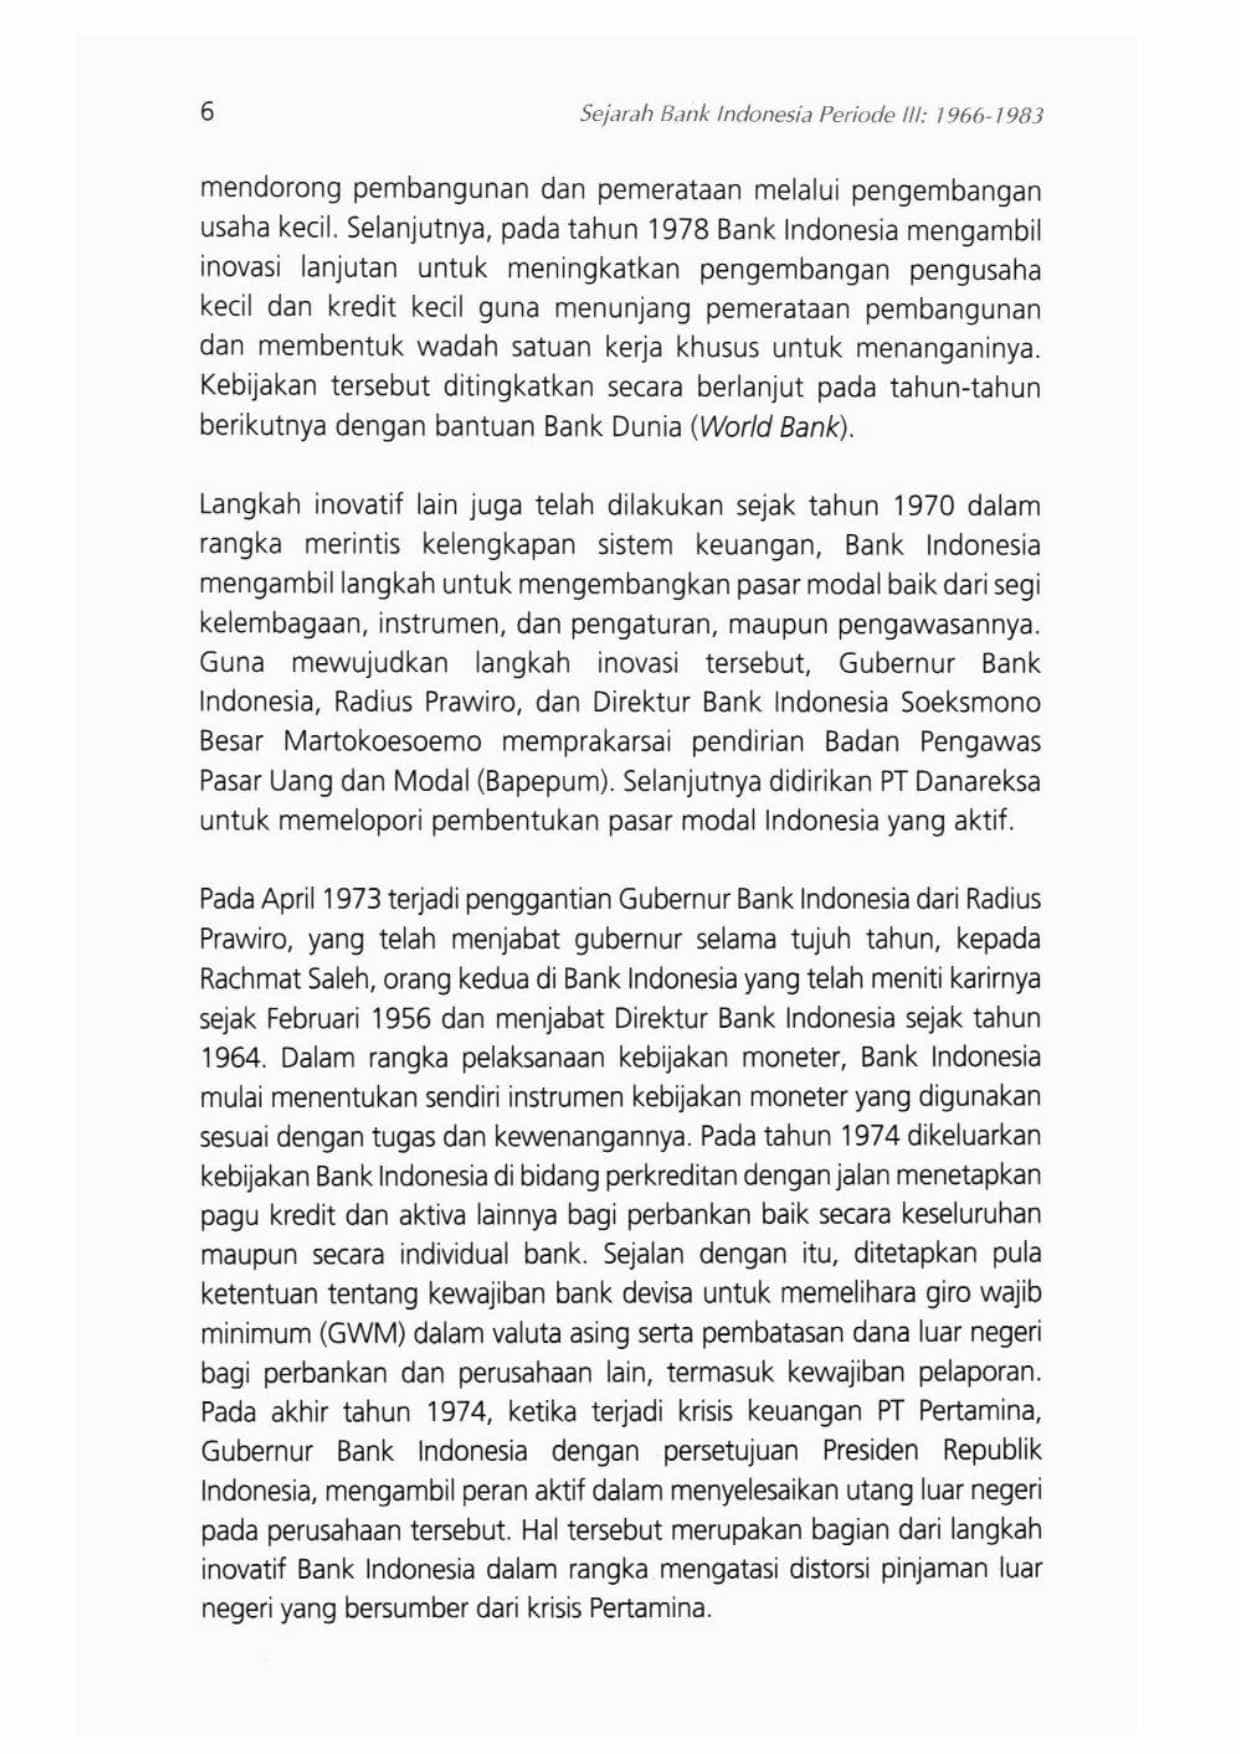 6
Sejarah Bank Indonesia Periode III: 1966-1983
mendorong pembangunan dan pemerataan melalui pengembangan
usaha kecil. Selanjutnya, pada tahun 1978 Bank Indonesia mengambil
inovasi lanjutan untuk meningkatkan pengembangan pengusaha
kecil dan kredit kecil guna menunjang pemerataan pembangunan
dan membentuk wadah satuan kerja khusus untuk menanganinya.
Kebijakan tersebut ditingkatkan secara berlanjut pada tahun-tahun
berikutnya dengan bantuan Bank Dunia (World Bank).
Langkah inovatif lain juga telah dilakukan sejak tahun 1970 dalam
rangka merintis kelengkapan sistem keuangan, Bank Indonesia
mengambil langkah untuk mengembangkan pasar modal baik dari segi
kelembagaan, instrumen, dan pengaturan, maupun pengawasannya.
Guna mewujudkan langkah inovasi tersebut, Gubernur Bank
Indonesia, Radius Prawiro, dan Direktur Bank Indonesia Soeksmono
Besar Martokoesoemo memprakarsai pendirian Badan Pengawas
Pasar Uang dan Modal (Bapepum). Selanjutnya didirikan PT Danareksa
untuk memelopori pembentukan pasar modal Indonesia yang aktif.
Pada April 1973 terjadi penggantian Gubernur Bank Indonesia dari Radius
Prawiro, yang telah menjabat gubernur selama tujuh tahun, kepada
Rachmat Saleh, orang kedua di Bank Indonesia yang telah meniti karirnya
sejak Februari 1956 dan menjabat Direktur Bank Indonesia sejak tahun
1964. Dalam rangka pelaksanaan kebijakan moneter, Bank Indonesia
mulai menentukan sendiri instrumen kebijakan moneter yang digunakan
sesuai dengan tugas dan kewenangannya. Pada tahun 1974 dikeluarkan
kebijakan Bank Indonesia di bidang perkreditan dengan jalan menetapkan
pagu kredit dan aktiva lainnya bagi perbankan baik secara keseluruhan
maupun secara individual bank. Sejalan dengan itu, ditetapkan pula
ketentuan tentang kewajiban bank devisa untuk memelihara giro wajib
minimum (GWM) dalam valuta asing serta pembatasan dana luar negeri
bagi perbankan dan perusahaan lain, termasuk kewajiban pelaporan.
Pada akhir tahun 1974, ketika terjadi krisis keuangan PT Pertamina,
Gubernur Bank Indonesia dengan persetujuan Presiden Republik
Indonesia, mengambil peran aktif dalam menyelesaikan utang luar negeri
pada perusahaan tersebut. Hal tersebut merupakan bagian dari langkah
inovatif Bank Indonesia dalam rangka mengatasi distorsi pinjaman luar
negeri yang bersumber dari krisis Pertamina.